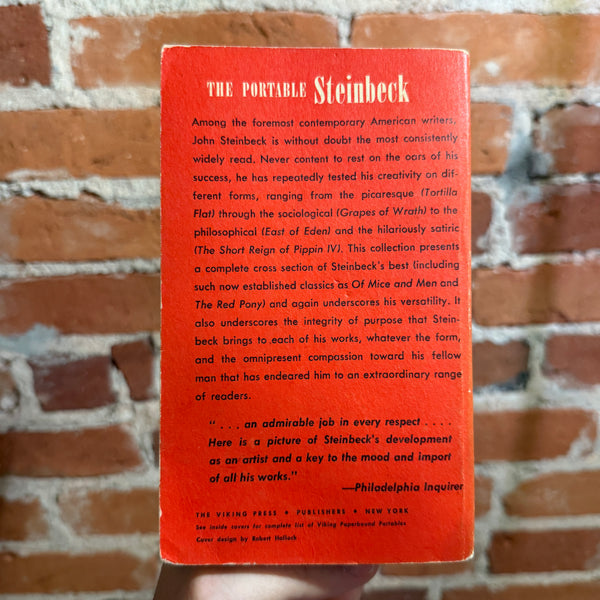 THE PORTABLE Steinbeck
Among the foremost contemporary American writers,
John Steinbeck is without doubt the most consistently
widely read. Never content to rest on the oars of his
success, he has repeatedly tested his creativity on dif-
ferent forms, ranging from the picaresque (Tortilla
Flat) through the sociological (Grapes of Wrath) to the
philosophical (East of Eden) and the hilariously satiric
(The Short Reign of Pippin IV). This collection presents
a complete cross section of Steinbeck's best (including
such now established classics as Of Mice and Men and
The Red Pony) and again underscores his versatility. It
also underscores the integrity of purpose that Stein-
beck brings to each of his works, whatever the form,
and the omnipresent compassion toward his fellow
man that has endeared him to an extraordinary range
of readers.
" . . . an admirable job in every respect . . . .
Here is a picture of Steinbeck's development
as an artist and a key to the mood and import
of all his works."
—Philadelphia Inquirer
THE VIKING PRESS • PUBLISHERS • NEW YORK
See inside covers for complete list of Viking Paperbound Portables
Cover design by Robert Hallock